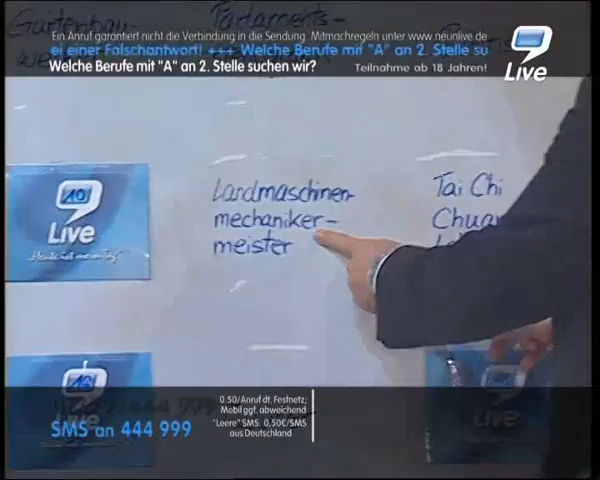 Gartenbau-
Parlaments-
Ein Anruf garantiert nicht die Verbindung in die Sendung. Mitmachregeln unter www.neunlive.de
ei einer Falschantwort! +++ Welche Berufe mit "A" an 2. Stelle su
Welche Berufe mit "A" an 2. Stelle suchen wir?
Teilnahme ab 18 Jahren!
Live
Landmaschinen-
mechaniker-
meister
Tai Chi
Chuan
Live
Live
Live
SMS an 444 999
0.50/Anruf dt. Festnetz;
Mobil ggf. abweichend
"Leere" SMS: 0,50€/SMS
aus Deutschland